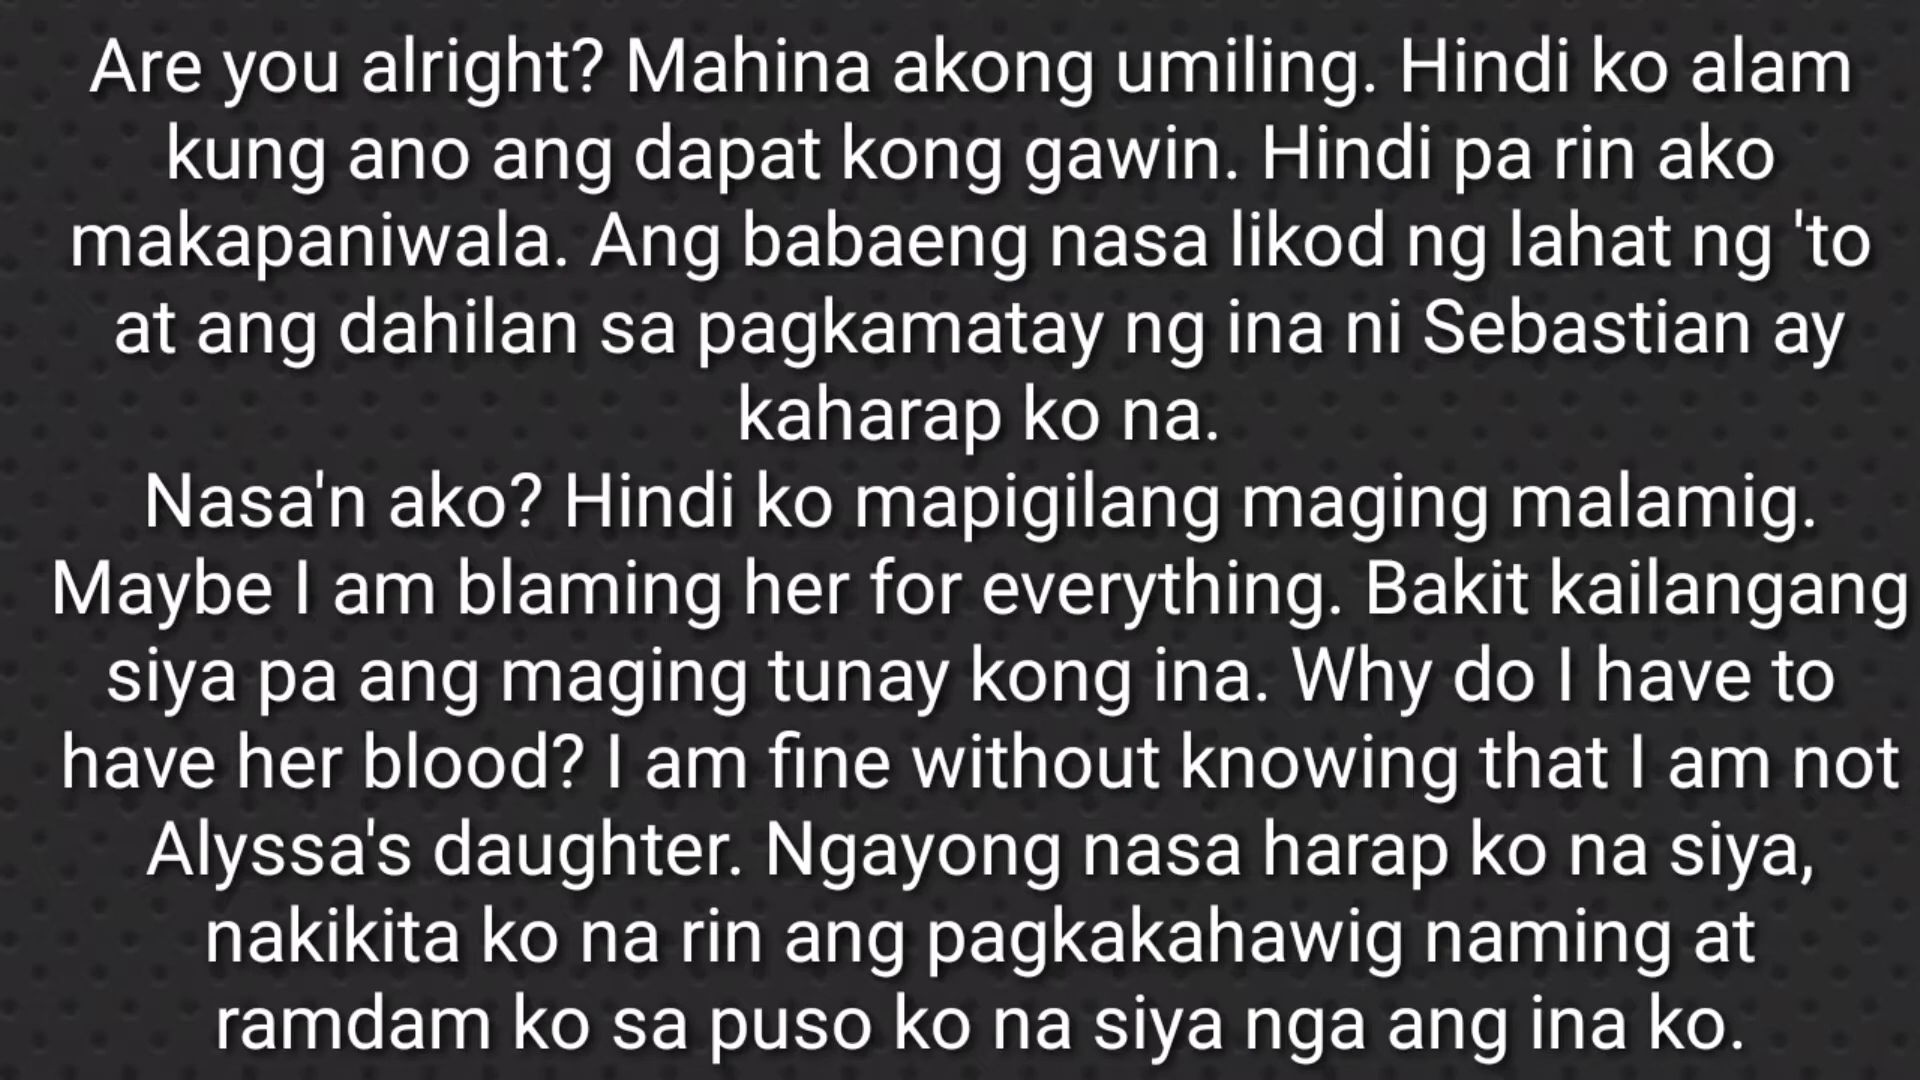 Are you alright? Mahina akong umiling. Hindi ko alam
kung ano ang dapat kong gawin. Hindi pa rin ako
makapaniwala. Ang babaeng nasa likod ng lahat ng 'to
at ang dahilan sa pagkamatay ng ina ni Sebastian ay
kaharap ko na.
Nasa'n ako? Hindi ko mapigilang maging malamig.
Maybe I am blaming her for everything. Bakit kailangang
siya pa ang maging tunay kong ina. Why do I have to
have her blood? I am fine without knowing that I am not
Alyssa's daughter. Ngayong nasa harap ko na siya,
nakikita ko na rin ang pagkakahawig naming at
ramdam ko sa puso ko na siya nga ang ina ko.